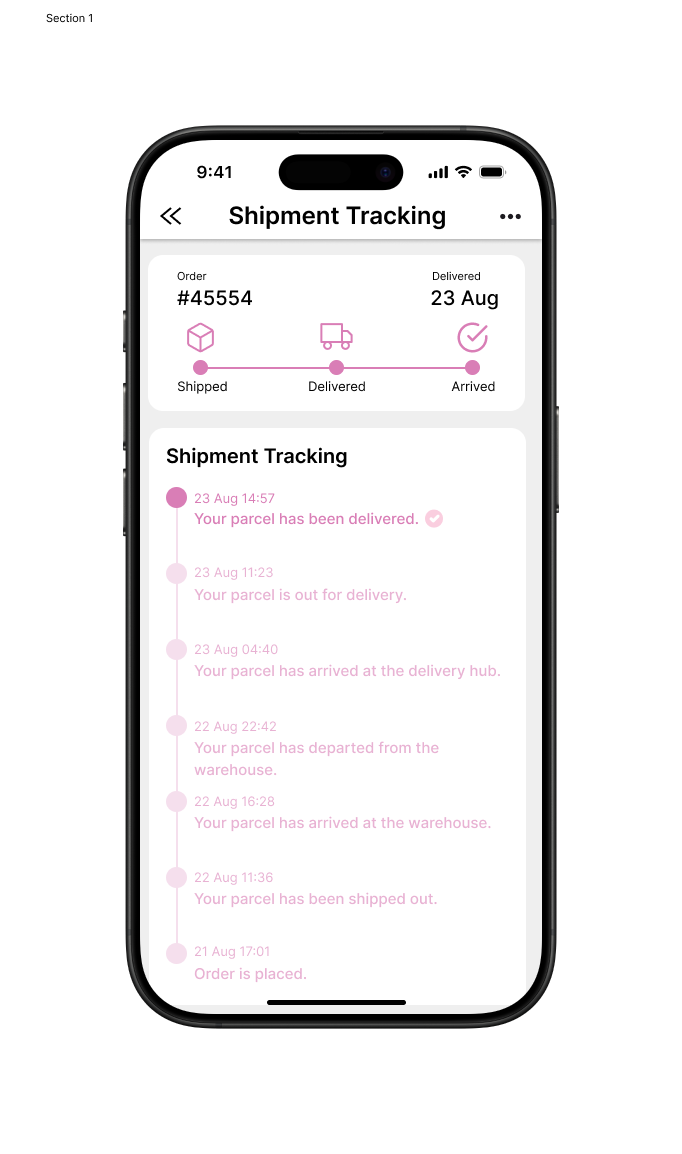 Section 1
9:41
Shipment Tracking
Order
Delivered
#45554
23 Aug
Shipped
Delivered
Arrived
Shipment Tracking
23 Aug 14:57
Your parcel has been delivered.
23 Aug 11:23
Your parcel is out for delivery.
23 Aug 04:40
Your parcel has arrived at the delivery hub.
22 Aug 22:42
Your parcel has departed from the
warehouse.
22 Aug 16:28
Your parcel has arrived at the warehouse.
22 Aug 11:36
Your parcel has been shipped out.
21 Aug 17:01
Order is placed.